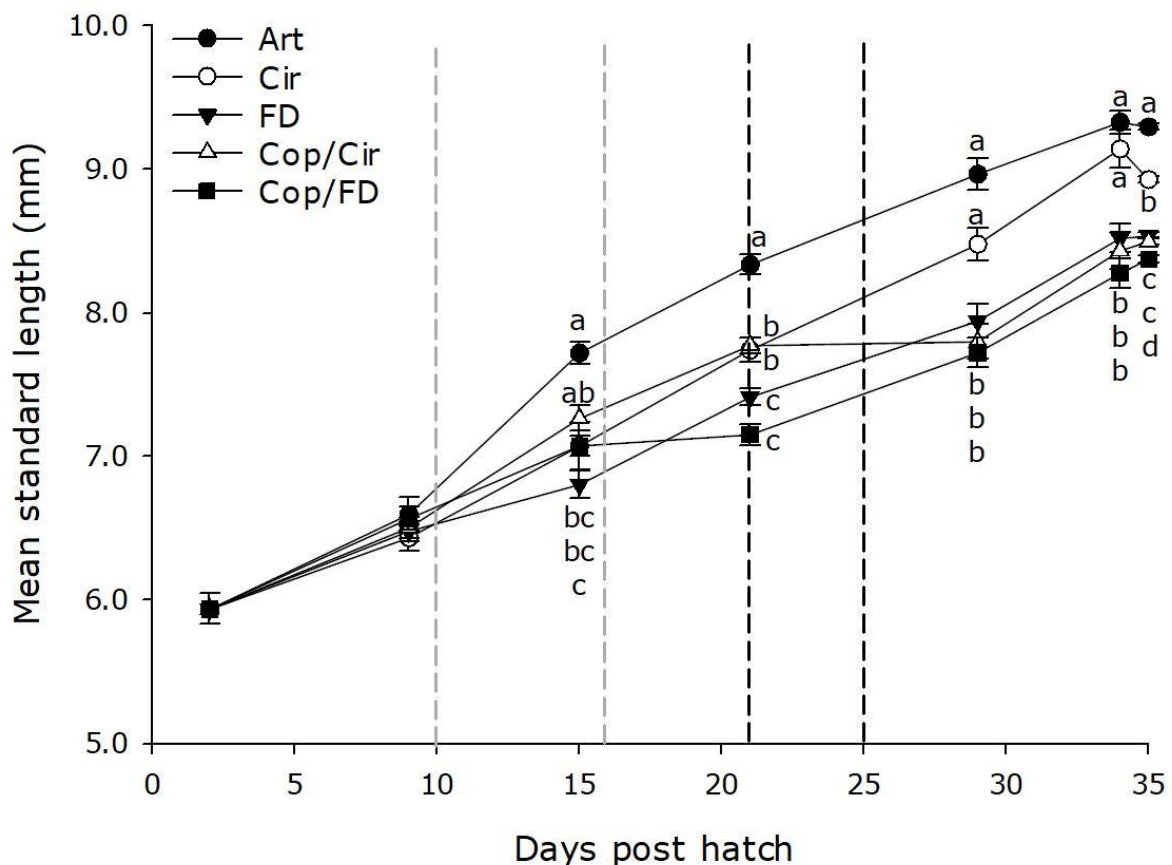 10.0
9.0
8.0
7.0
6.0
5.0
Mean standard length (mm)
Art
Cir
FD
Cop/Cir
Cop/FD
a
ab
bc
bc
c
a
b
b
c
c
a
a
b
b
b
a
a
b
b
b
a
b
c
c
d
0 5 10 15 20 25 30 35
Days post hatch